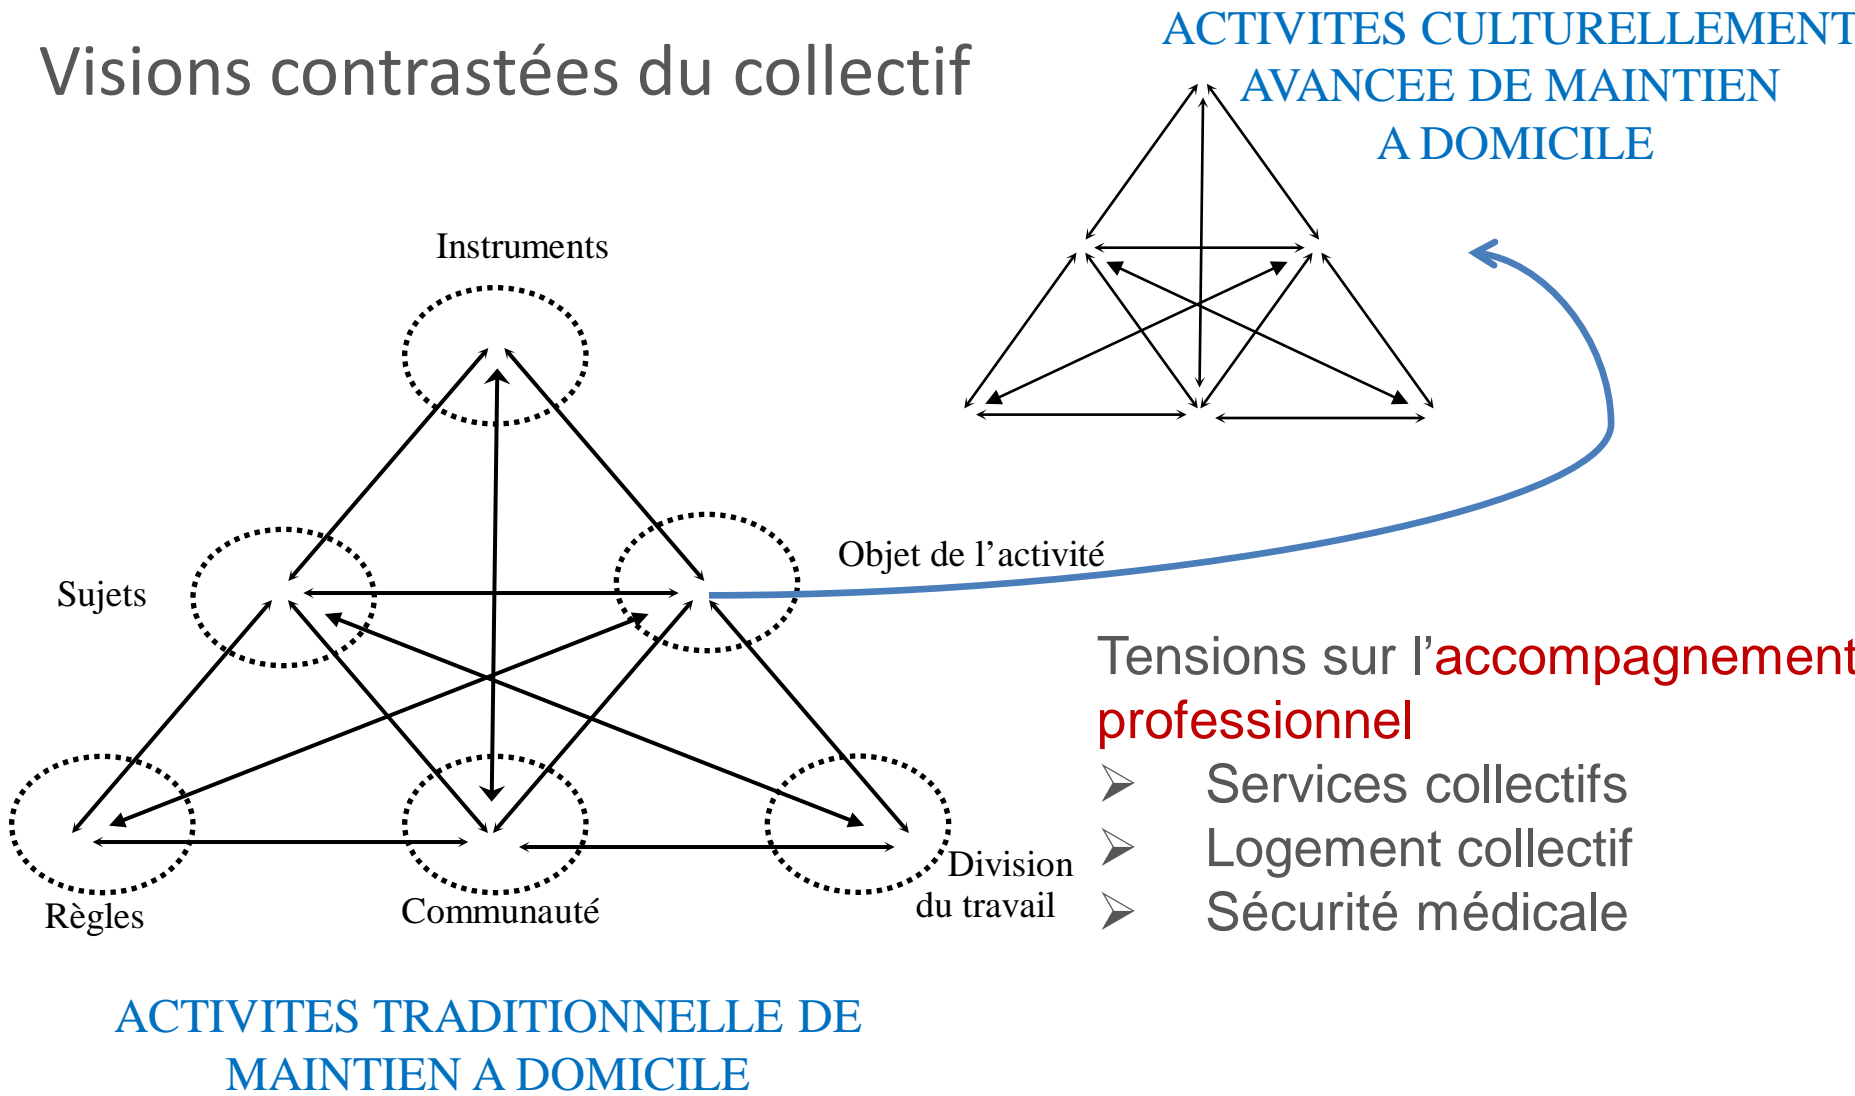 Visions contrastées du collectif
ACTIVITES CULTURELLEMENT
AVANCEE DE MAINTIEN
A DOMICILE
Instruments
Objet de l’activité
Sujets
Tensions sur l’accompagnement
professionnel
➢ Services collectifs
➢ Logement collectif
➢ Sécurité médicale
Division
du travail
Communauté
Règles
ACTIVITES TRADITIONNELLE DE
MAINTIEN A DOMICILE